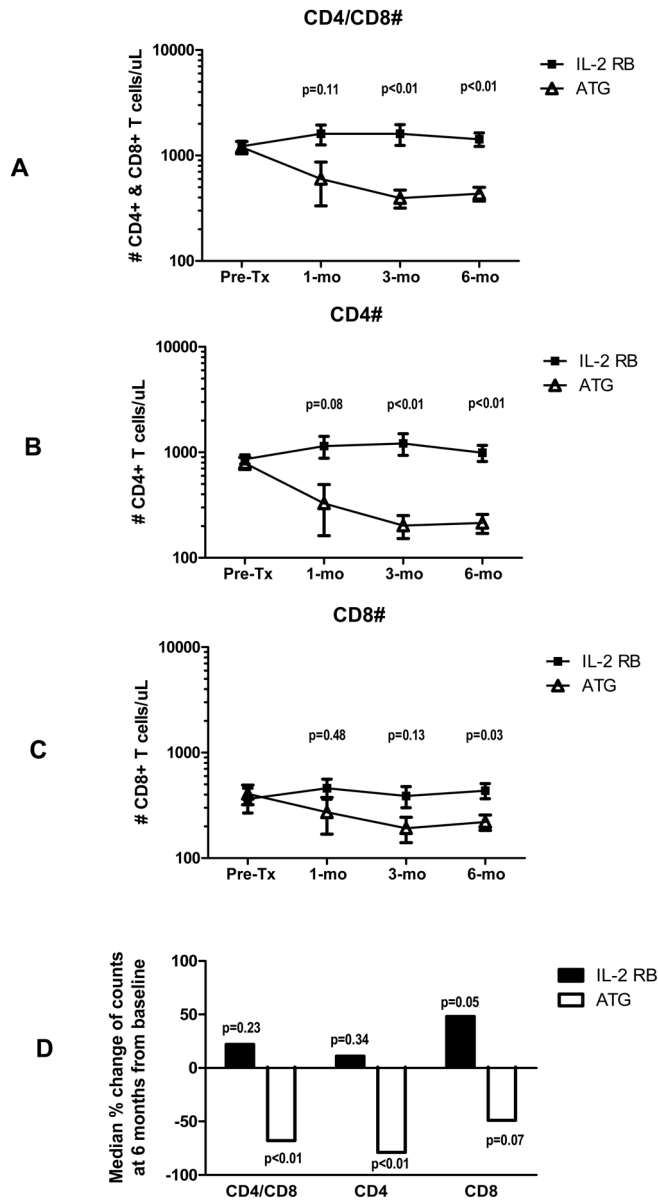 CD4/CD8#
A
# CD4+ & CD8+ T cells/uL
10000
1000
100
p=0.11 p<0.01 p<0.01
IL-2 RB
ATG
Pre-Tx 1-mo 3-mo 6-mo
CD4#
B
# CD4+ T cells/uL
10000
1000
100
p=0.08 p<0.01 p<0.01
IL-2 RB
ATG
Pre-Tx 1-mo 3-mo 6-mo
CD8#
C
# CD8+ T cells/uL
10000
1000
100
p=0.48 p=0.13 p=0.03
IL-2 RB
ATG
Pre-Tx 1-mo 3-mo 6-mo
D
Median % change of counts
at 6 months from baseline
100
50
0
-50
-100
p=0.23 p=0.34 p=0.05
p<0.01 p<0.01 p=0.07
IL-2 RB
ATG
CD4/CD8 CD4 CD8